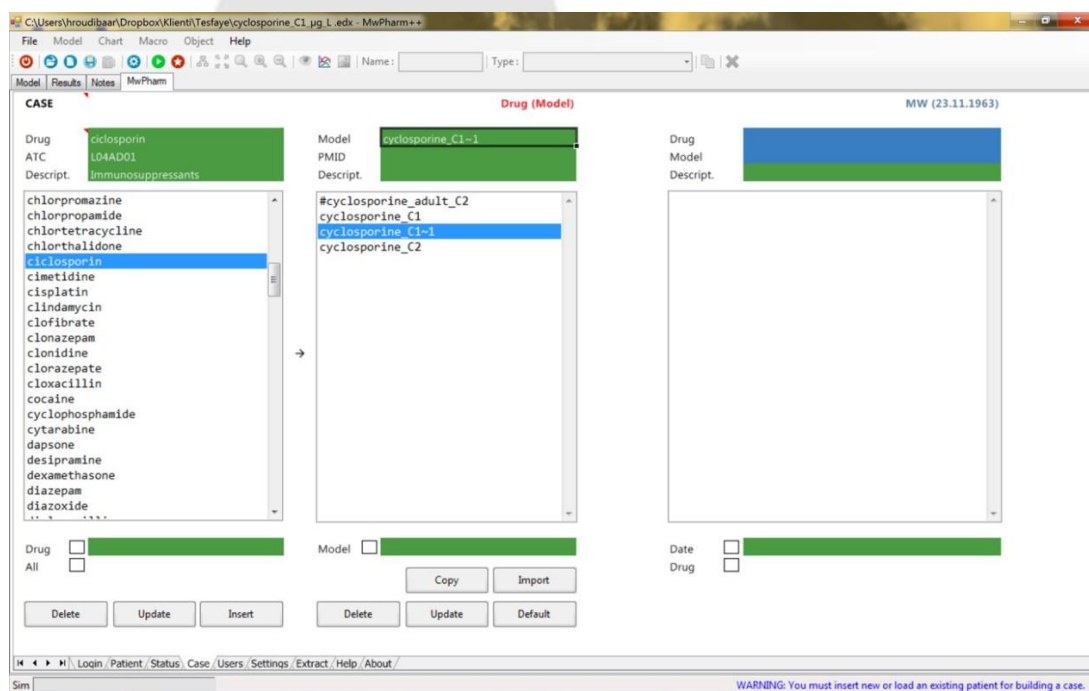 C:\Users\hroudibaar\Dropbox\Klienti\Tesfaye\cyclosporine_C1_µg_L.edx - MwPharm++
File Model Chart Macro Object Help
Name: Type:
Model Results Notes MwPham
CASE Drug (Model) MW (23.11.1963)
Drug ciclosporin Model cyclosporine_C1~1 Drug
ATC L04AD01 PMID Model
Descript. Immunosuppressants Descript. Descript.
chlorpromazine #cyclosporine_adult_C2
chlorpropamide cyclosporine_C1
chlortetracycline cyclosporine_C1~1
chlorthalidone cyclosporine_C2
ciclosporin
cimetidine
cisplatin
clindamycin
clofibrate
clonazepam
clonidine
clorazepate
cloxacillin
cocaine
cyclophosphamide
cytarabine
dapsone
desipramine
dexamethasone
diazepam
diazoxide
Drug Model Date
All Drug
Copy Import
Delete Update Insert Delete Update Default
Login Patient Status Case Users Settings Extract Help About
Sim WARNING: You must insert new or load an existing patient for building a case.